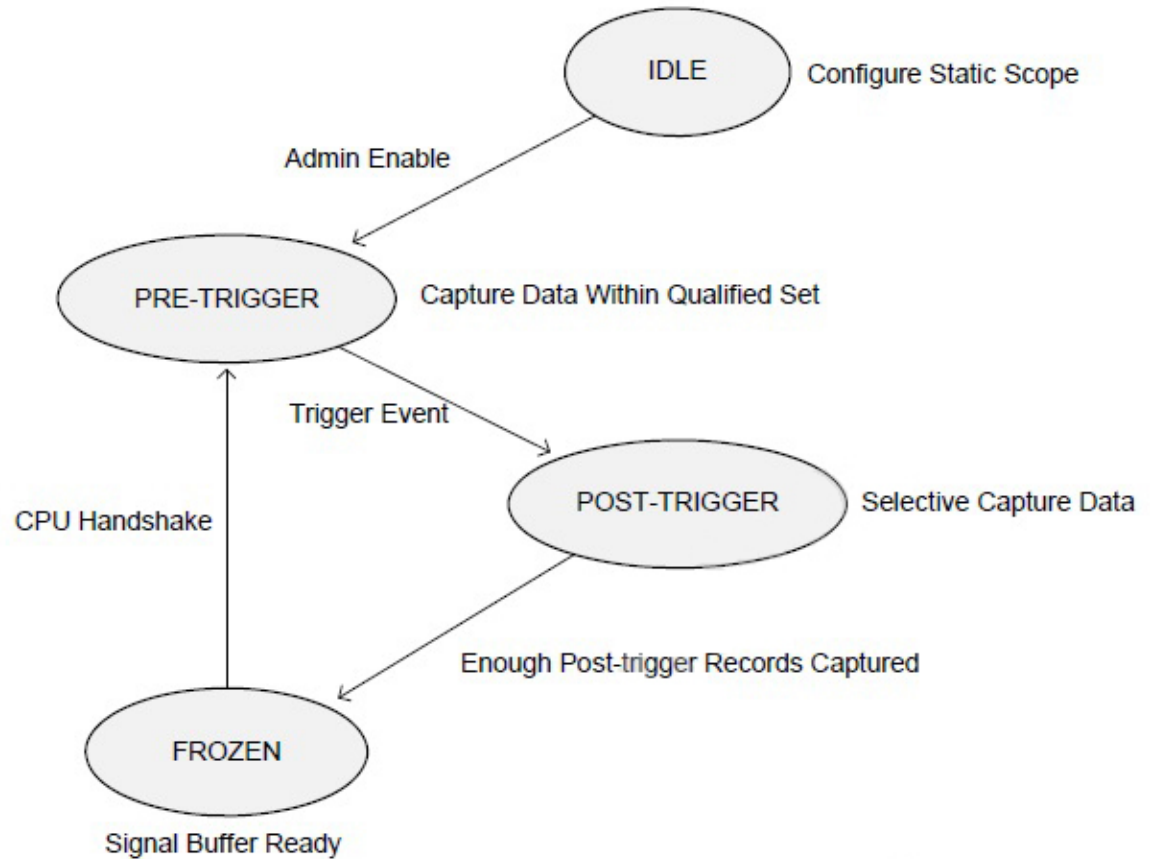 IDLE
Configure Static Scope
Admin Enable
PRE-TRIGGER
Capture Data Within Qualified Set
Trigger Event
POST-TRIGGER
Selective Capture Data
CPU Handshake
Enough Post-trigger Records Captured
FROZEN
Signal Buffer Ready